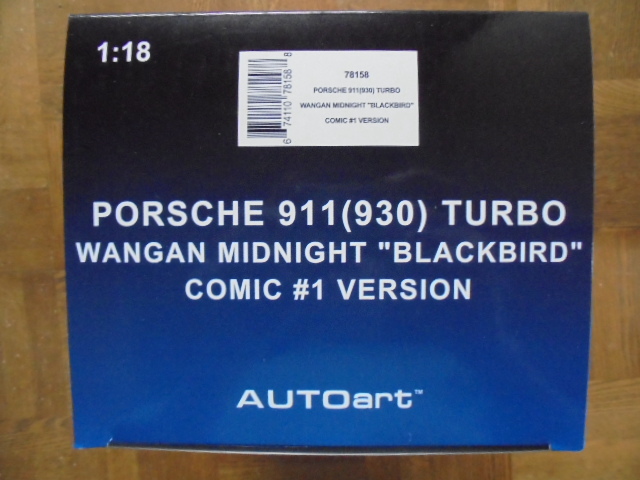 1:18
78158
PORSCHE 911(930) TURBO
WANGAN MIDNIGHT "BLACKBIRD"
COMIC #1 VERSION
6 74110 78158 8
PORSCHE 911(930) TURBO
WANGAN MIDNIGHT "BLACKBIRD"
COMIC #1 VERSION
AUTOart™